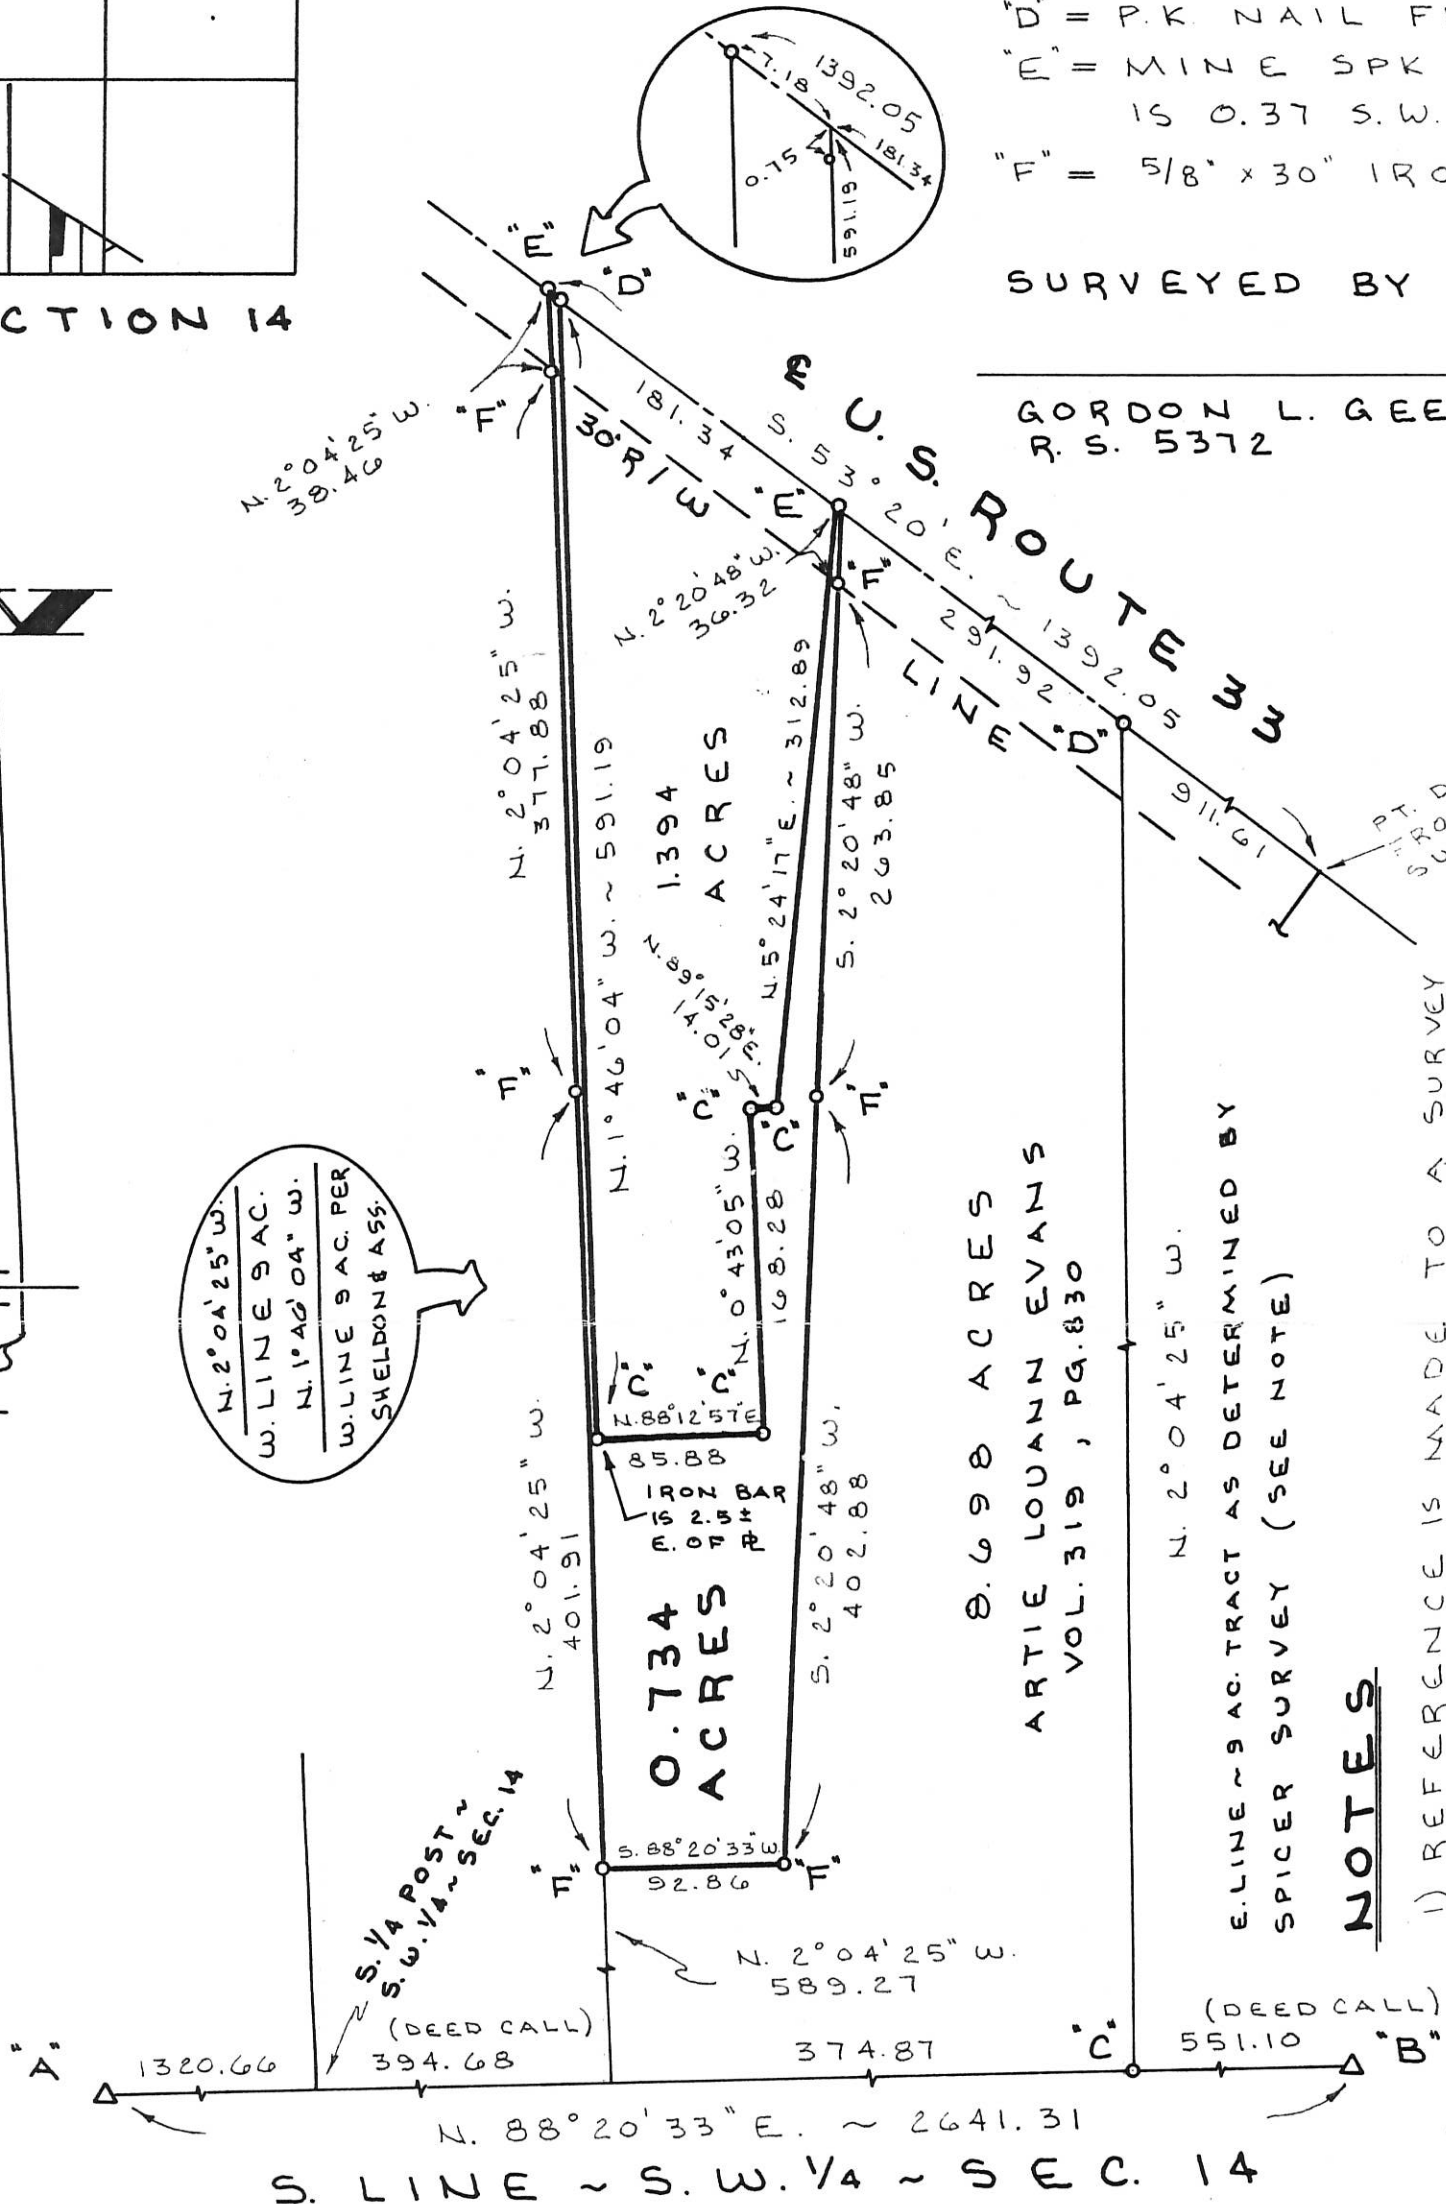 "D" = P.K. NAIL
"E" = MINE SPK
IS 0.37 S.W.
"F" = 5/8" x 30"
SURVEYED BY
GORDON L.
R. S. 5372
14
7.18
1392.05
181.34
0.75
591.19
"E"
"D"
"F"
N. 2° 04' 25" W.
38.46
30' R/W
LINE
181.34
℄ U.S. ROUTE 33
S. 53° 20' E. ~ 1392.05
"E"
"F"
N. 2° 20' 48" W.
36.32
291.92
"D"
911.61
N. 2° 04' 25" W.
377.88
N. 1° 46' 04" W. ~ 591.19
1.394
ACRES
N. 5° 24' 17" E. ~ 312.89
S. 2° 20' 48" W.
263.85
N. 89° 15' 28" E.
14.01
"F"
"C"
"C"
"F"
N. 0° 43' 05" W.
168.28
N. 2° 04' 25" W.
W. LINE 9 AC.
N. 1° 46' 04" W.
W. LINE 9 AC. PER
SHELDON & ASS.
"C"
"C"
N. 88° 12' 57" E
85.88
IRON BAR
IS 2.5 ±
E. OF ℄
N. 2° 04' 25" W.
401.91
0.734
ACRES
S. 2° 20' 48" W.
402.88
8.698 ACRES
ARTIE LOUANN EVANS
VOL. 319, PG. 830
N. 2° 04' 25" W.
E. LINE ~ 9 AC. TRACT AS DETERMINED BY
SPICER SURVEY (SEE NOTE)
NOTES
1) REFERENCE IS MADE TO A SURVEY
"F"
S. 88° 20' 33" W.
92.86
"F"
S. 1/4 POST ~
S. W. 1/4 ~ SEC. 14
N. 2° 04' 25" W.
589.27
"A"
1320.66
(DEED CALL)
394.68
374.87
"C"
(DEED CALL)
551.10
"B"
N. 88° 20' 33" E. ~ 2641.31
S. LINE ~ S. W. 1/4 ~ SEC. 14